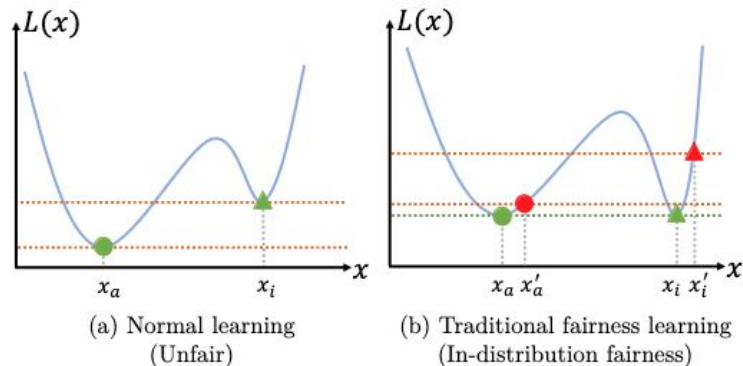 L(x)
L(x)
x
x
x_a
x_i
x_a x'_a
x_i x'_i
(a) Normal learning
(Unfair)
(b) Traditional fairness learning
(In-distribution fairness)